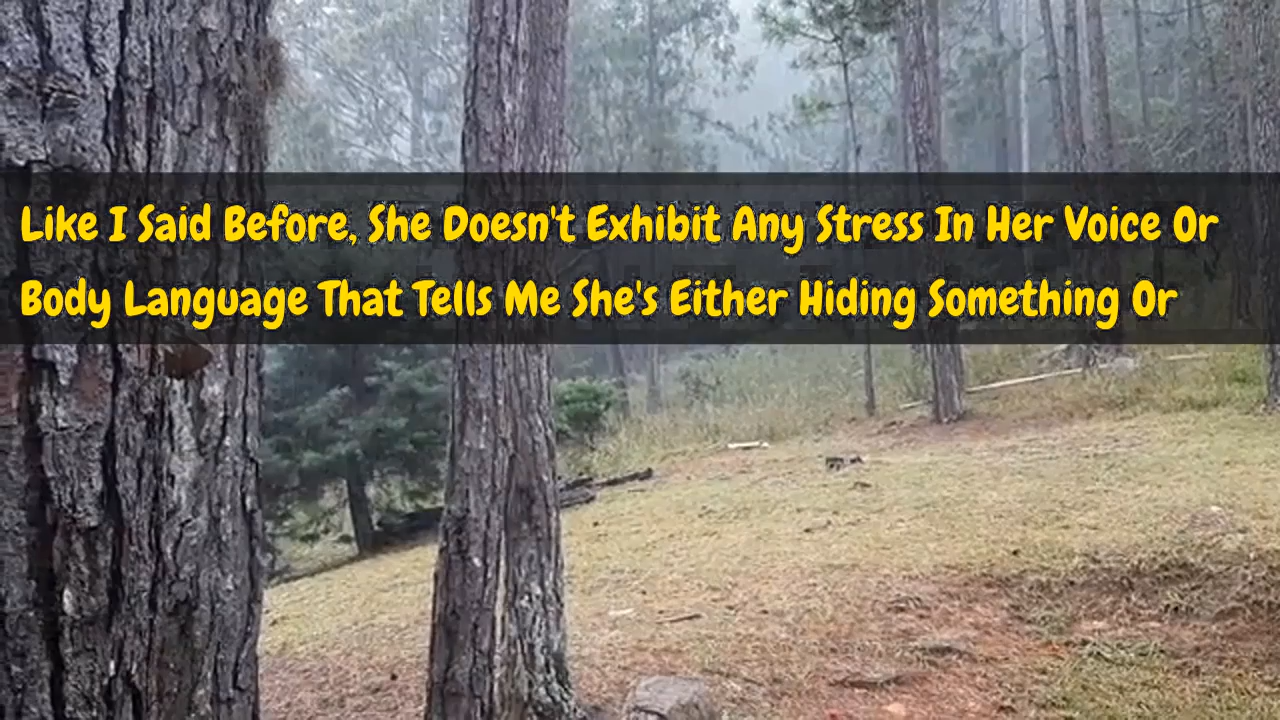 Like I Said Before, She Doesn't Exhibit Any Stress In Her Voice Or
Body Language That Tells Me She's Either Hiding Something Or